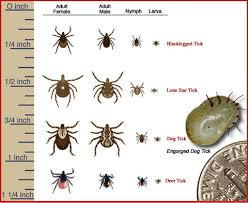 0 inch
Adult Female
Adult Male
Nymph
Larva
1/4 inch
Blacklegged Tick
1/2 inch
Lone Star Tick
3/4 inch
Dog Tick
Engorged Dog Tick
1 inch
Deer Tick
1 1/4 inch